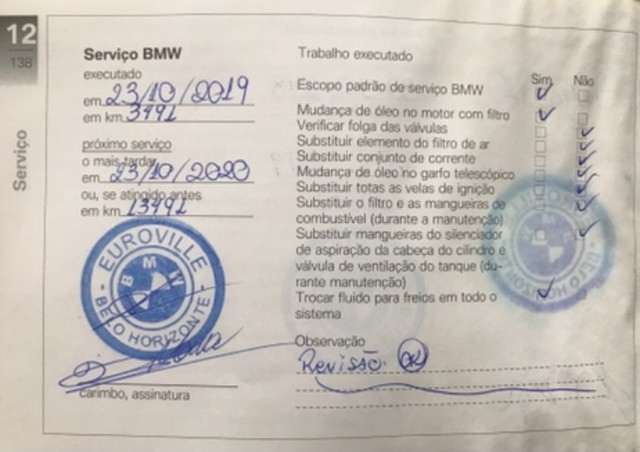 12
138
Serviço
Serviço BMW
executado
em 23/10/2019
em km 3491
próximo serviço
o mais tardar
em 23/10/2020
ou, se atingido antes
em km 13491
EUROVILLE
BMW
BELO HORIZONTE
carimbo, assinatura
Trabalho executado
Sim Não
Escopo padrão de serviço BMW
Mudança de óleo no motor com filtro
Verificar folga das válvulas
Substituir elemento do filtro de ar
Substituir conjunto de corrente
Mudança de óleo no garfo telescópico
Substituir totas as velas de ignição
Substituir o filtro e as mangueiras de
combustível (durante a manutenção)
Substituir mangueiras do silenciador
de aspiração da cabeça do cilindro e
válvula de ventilação do tanque (du-
rante manutenção)
Trocar fluido para freios em todo o
sistema
Observação
Revisão OK